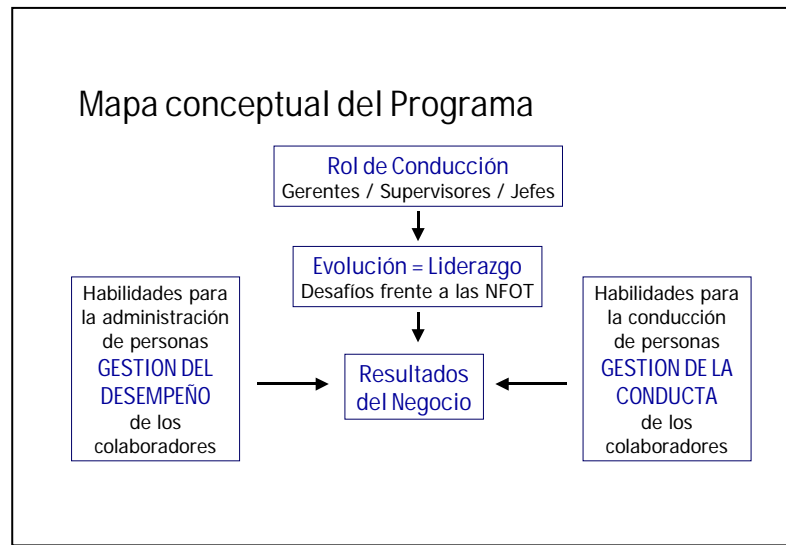 Mapa conceptual del Programa
Rol de Conducción
Gerentes / Supervisores / Jefes
Evolución = Liderazgo
Desafíos frente a las NFOT
Habilidades para
la administración
de personas
GESTION DEL
DESEMPEÑO
de los
colaboradores
Resultados
del Negocio
Habilidades para
la conducción
de personas
GESTION DE LA
CONDUCTA
de los
colaboradores